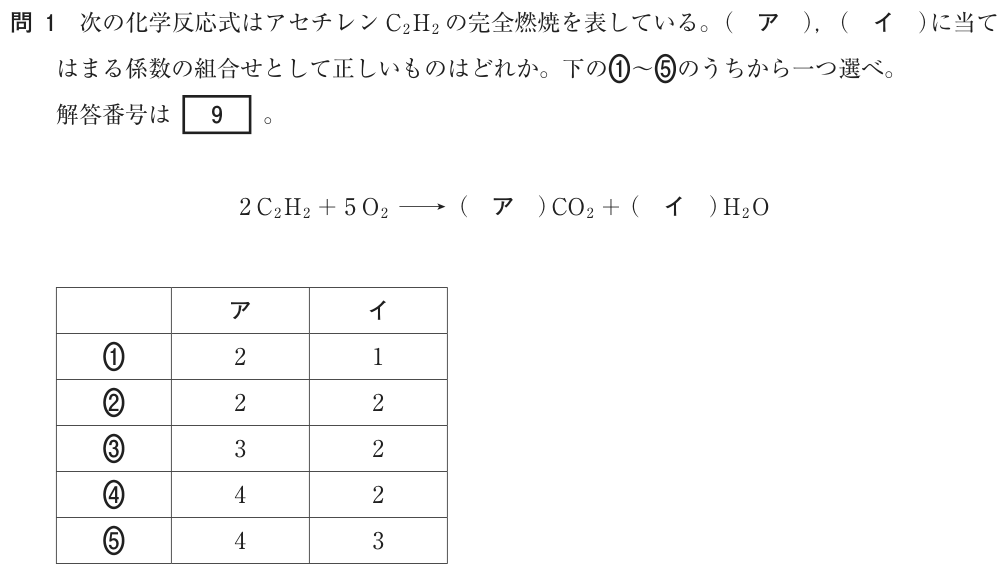 問 1 次の化学反応式はアセチレン C₂H₂ の完全燃焼を表している。( ア ), ( イ )に当て
はまる係数の組合せとして正しいものはどれか。下の①～⑤のうちから一つ選べ。
解答番号は 9 。
2 C₂H₂ + 5 O₂ ⟶ ( ア ) CO₂ + ( イ ) H₂O
ア イ
① 2 1
② 2 2
③ 3 2
④ 4 2
⑤ 4 3